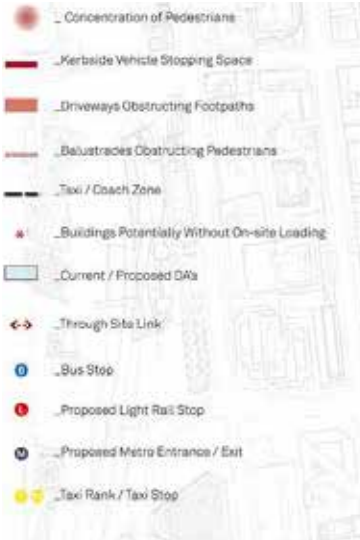 _ Concentration of Pedestrians
_Kerbside Vehicle Stopping Space
_Driveways Obstructing Footpaths
_Balustrades Obstructing Pedestrians
_Taxi / Coach Zone
_Buildings Potentially Without On-site Loading
_Current / Proposed DA's
_Through Site Link
B _Bus Stop
L _Proposed Light Rail Stop
M _Proposed Metro Entrance / Exit
_Taxi Rank / Taxi Stop